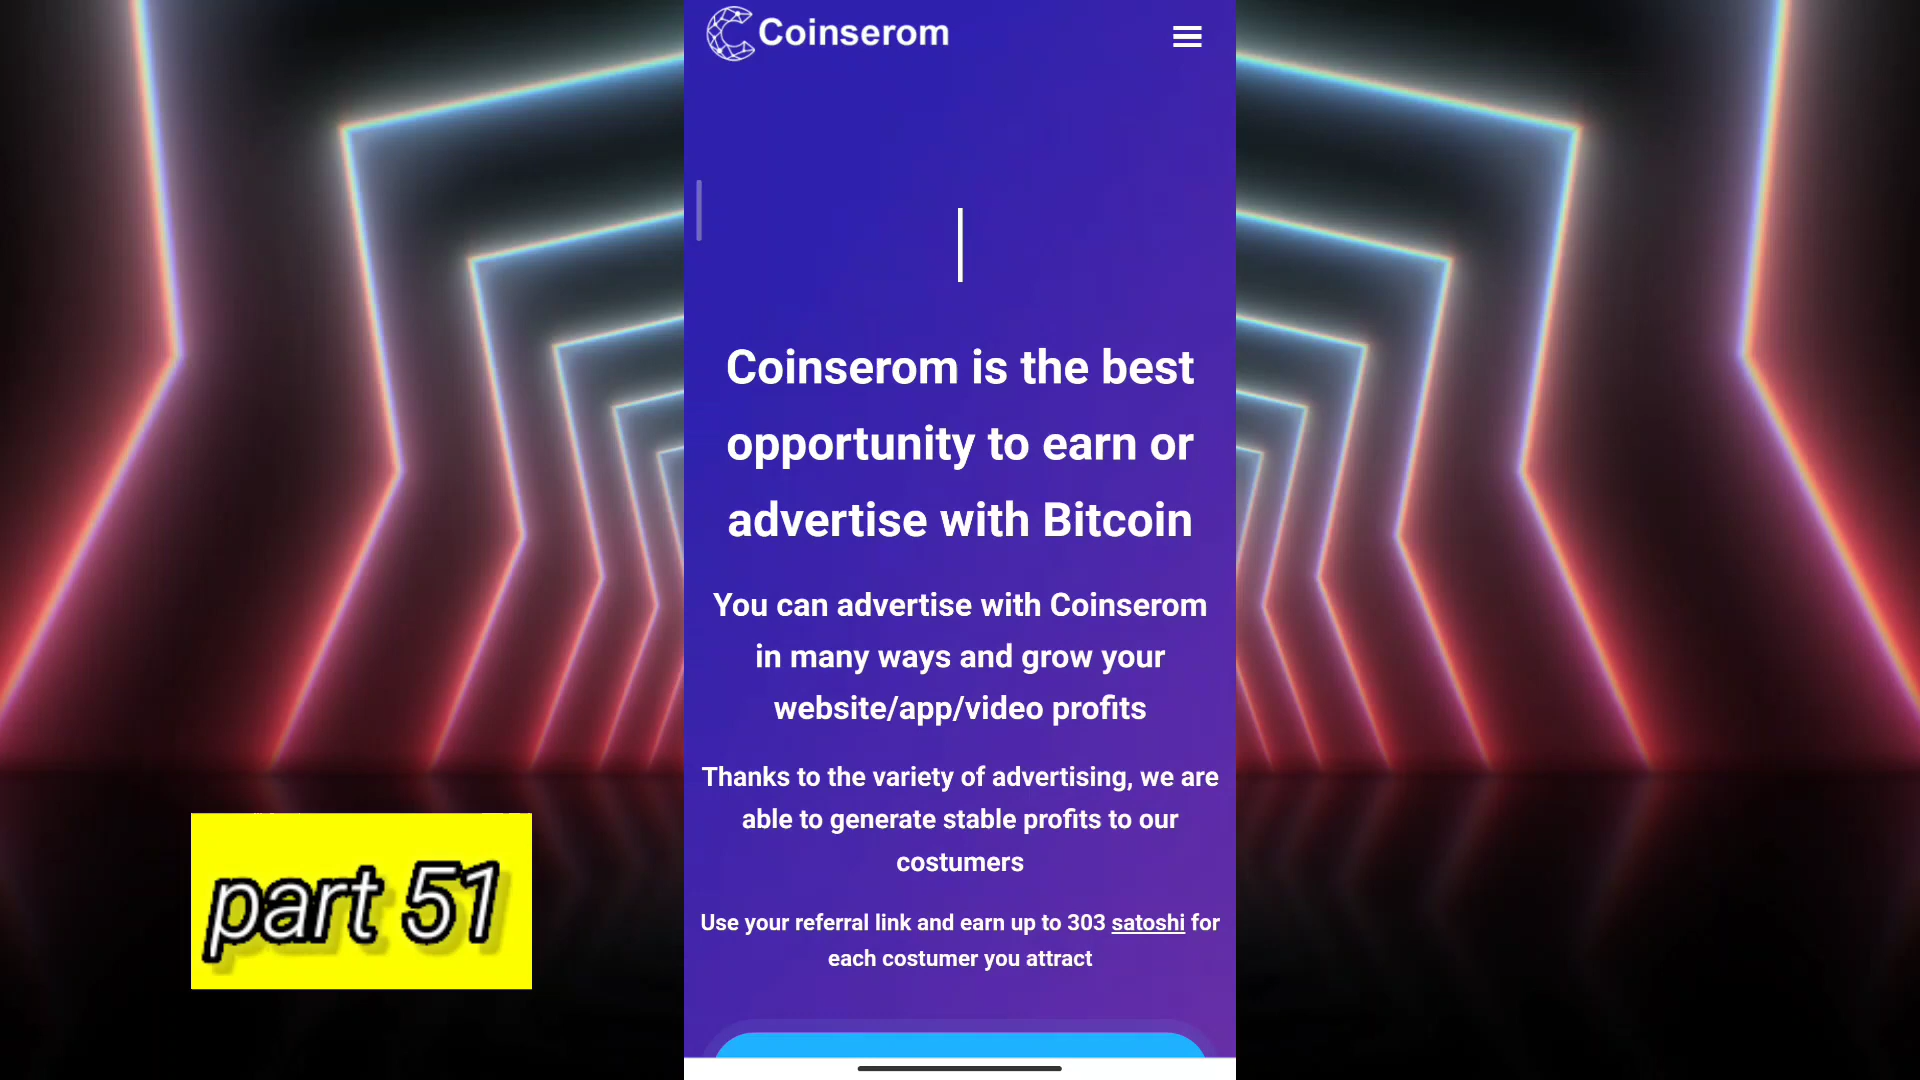 Coinserom
Coinserom is the best
opportunity to earn or
advertise with Bitcoin
You can advertise with Coinserom
in many ways and grow your
website/app/video profits
Thanks to the variety of advertising, we are
able to generate stable profits to our
costumers
Use your referral link and earn up to 303 satoshi for
each costumer you attract
part 51